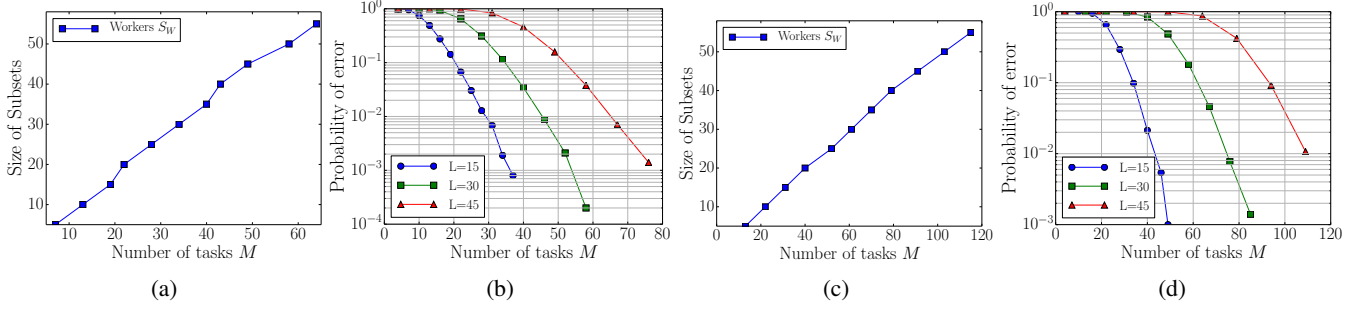 Workers S_W
Size of Subsets
50
40
30
20
10
10 20 30 40 50 60
Number of tasks M
(a)
Probability of error
10^0
10^{-1}
10^{-2}
10^{-3}
10^{-4}
L=15
L=30
L=45
0 10 20 30 40 50 60 70 80
Number of tasks M
(b)
Workers S_W
Size of Subsets
50
40
30
20
10
0 20 40 60 80 100 120
Number of tasks M
(c)
Probability of error
10^0
10^{-1}
10^{-2}
10^{-3}
L=15
L=30
L=45
0 20 40 60 80 100 120
Number of tasks M
(d)